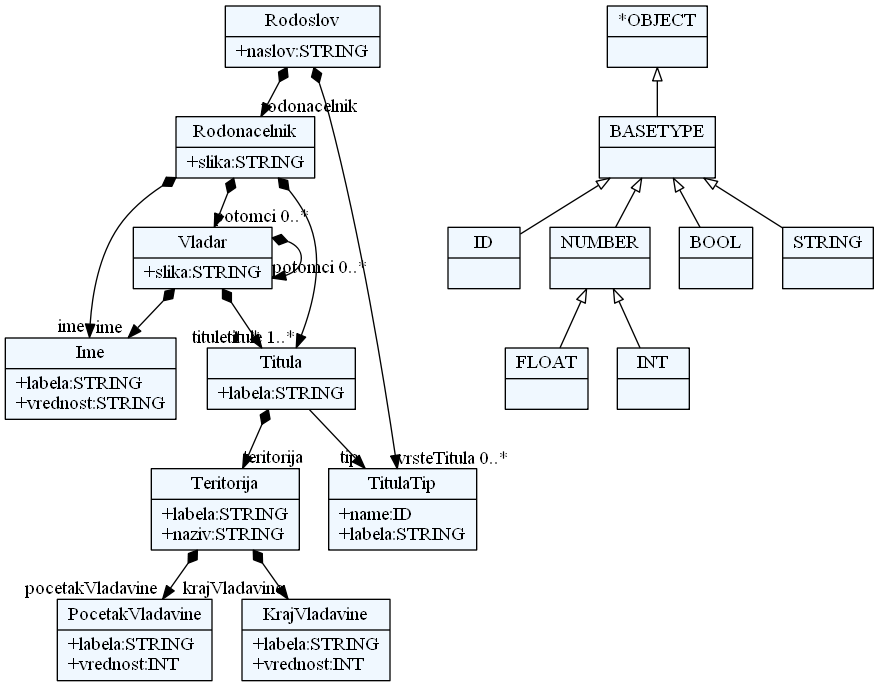 Rodoslov
+naslov:STRING
rodonacelnik
Rodonacelnik
+slika:STRING
potomci 0..*
Vladar
+slika:STRING
potomci 0..*
ime
ime
titule 1..*
Ime
+labela:STRING
+vrednost:STRING
Titula
+labela:STRING
teritorija
tip
vrsteTitula 0..*
Teritorija
+labela:STRING
+naziv:STRING
TitulaTip
+name:ID
+labela:STRING
pocetakVladavine
krajVladavine
PocetakVladavine
+labela:STRING
+vrednost:INT
KrajVladavine
+labela:STRING
+vrednost:INT
*OBJECT
BASETYPE
ID
NUMBER
BOOL
STRING
FLOAT
INT